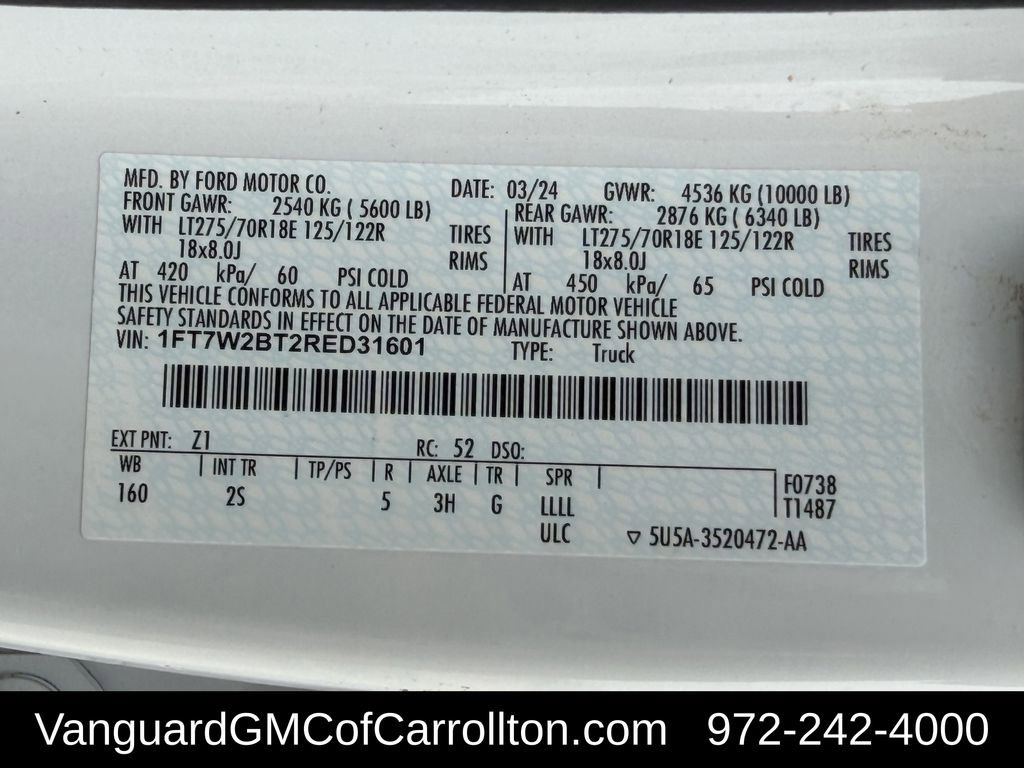 MFD. BY FORD MOTOR CO. DATE: 03/24 GVWR: 4536 KG (10000 LB)
FRONT GAWR: 2540 KG ( 5600 LB) REAR GAWR: 2876 KG ( 6340 LB)
WITH LT275/70R18E 125/122R TIRES WITH LT275/70R18E 125/122R TIRES
18x8.0J RIMS 18x8.0J RIMS
AT 420 kPa/ 60 PSI COLD AT 450 kPa/ 65 PSI COLD
THIS VEHICLE CONFORMS TO ALL APPLICABLE FEDERAL MOTOR VEHICLE
SAFETY STANDARDS IN EFFECT ON THE DATE OF MANUFACTURE SHOWN ABOVE.
VIN: 1FT7W2BT2RED31601 TYPE: Truck
EXT PNT: Z1 RC: 52 DSO:
WB | INT TR | TP/PS | R | AXLE | TR | SPR | F0738
160 2S 5 3H G LLLL T1487
ULC ▽ 5U5A-3520472-AA
VanguardGMCofCarrollton.com 972-242-4000